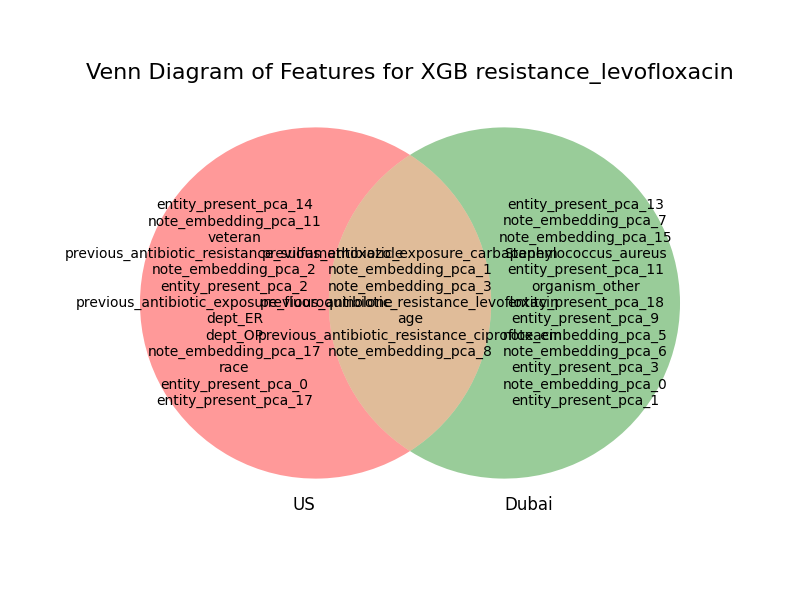 Venn Diagram of Features for XGB resistance_levofloxacin
entity_present_pca_14
note_embedding_pca_11
veteran
previous_antibiotic_resistance_sulfamethoxazole
note_embedding_pca_2
entity_present_pca_2
previous_antibiotic_exposure_fluoroquinolone
dept_ER
dept_OP
note_embedding_pca_17
race
entity_present_pca_0
entity_present_pca_17
previous_antibiotic_exposure_carbapenem
note_embedding_pca_1
note_embedding_pca_3
previous_antibiotic_resistance_levofloxacin
age
previous_antibiotic_resistance_ciprofloxacin
note_embedding_pca_8
entity_present_pca_13
note_embedding_pca_7
note_embedding_pca_15
Staphylococcus_aureus
entity_present_pca_11
organism_other
entity_present_pca_18
entity_present_pca_9
note_embedding_pca_5
note_embedding_pca_6
entity_present_pca_3
note_embedding_pca_0
entity_present_pca_1
US
Dubai